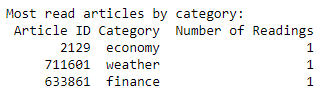 Most read articles by category:
Article ID Category Number of Readings
2129 economy 1
711601 weather 1
633861 finance 1